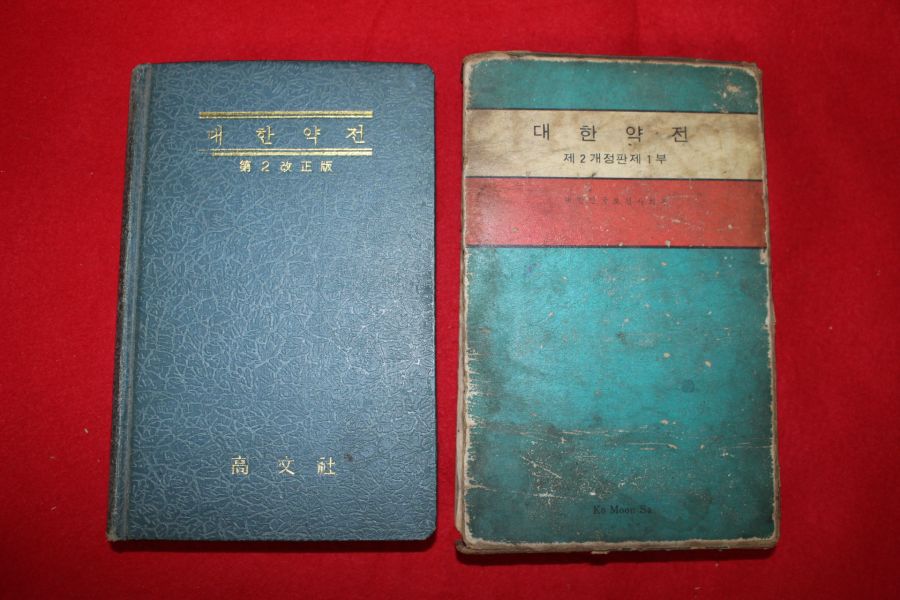 대한약전
第2改正版
高文社
대한약전
제2개정판제1부
Ko Moon Sa